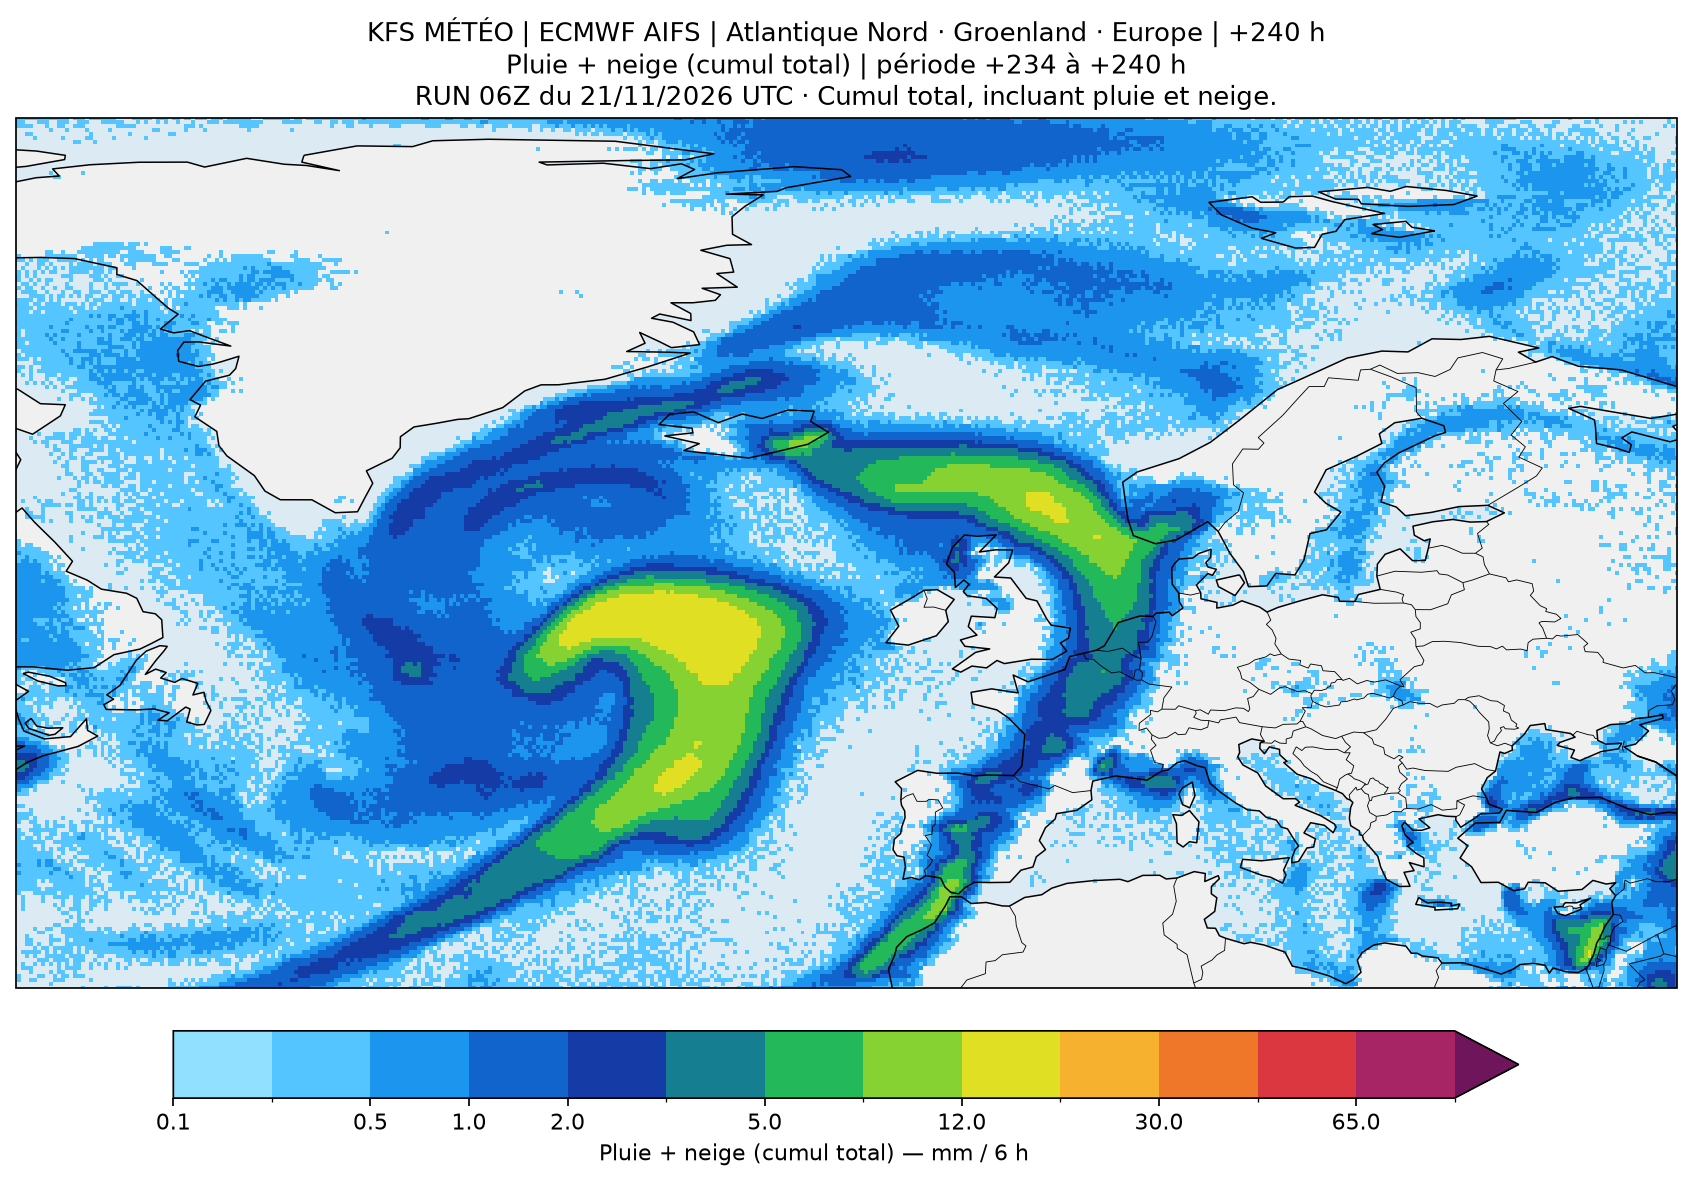 KFS MÉTÉO | ECMWF AIFS | Atlantique Nord · Groenland · Europe | +240 h
Pluie + neige (cumul total) | période +234 à +240 h
RUN 06Z du 21/11/2026 UTC · Cumul total, incluant pluie et neige.
0.1 0.5 1.0 2.0 5.0 12.0 30.0 65.0
Pluie + neige (cumul total) — mm / 6 h